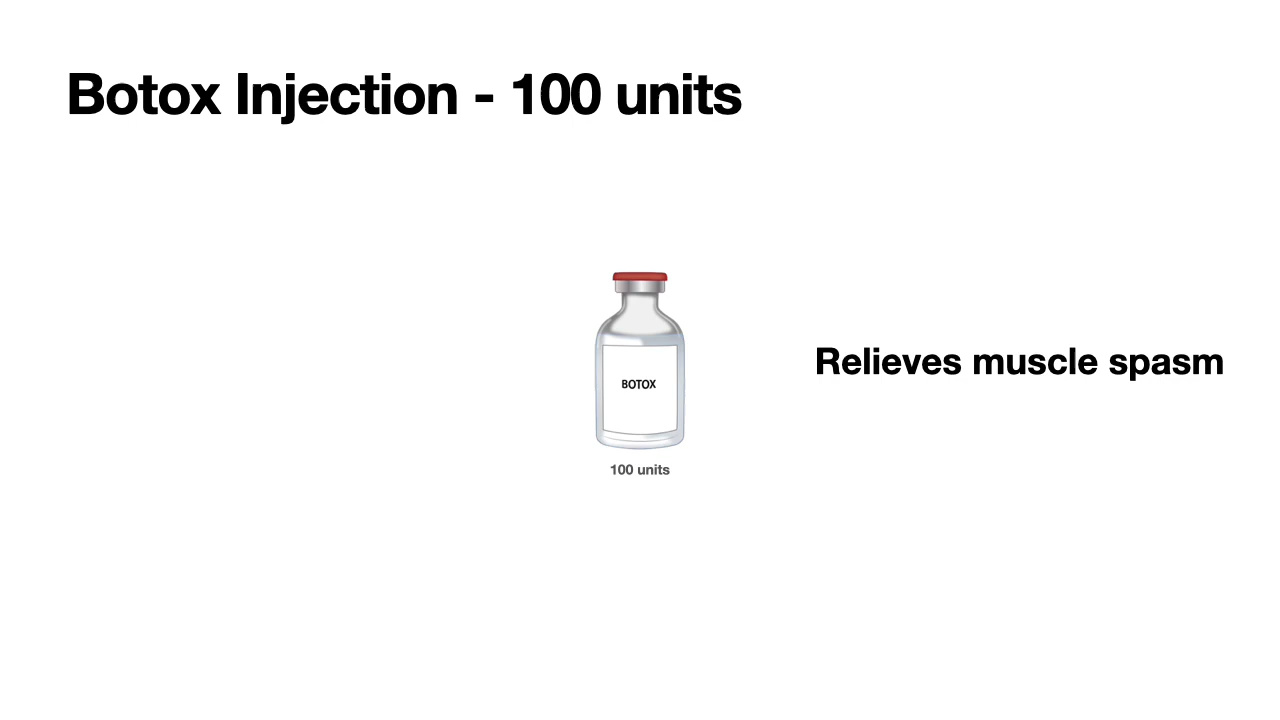 Botox Injection - 100 units
BOTOX
Relieves muscle spasm
100 units